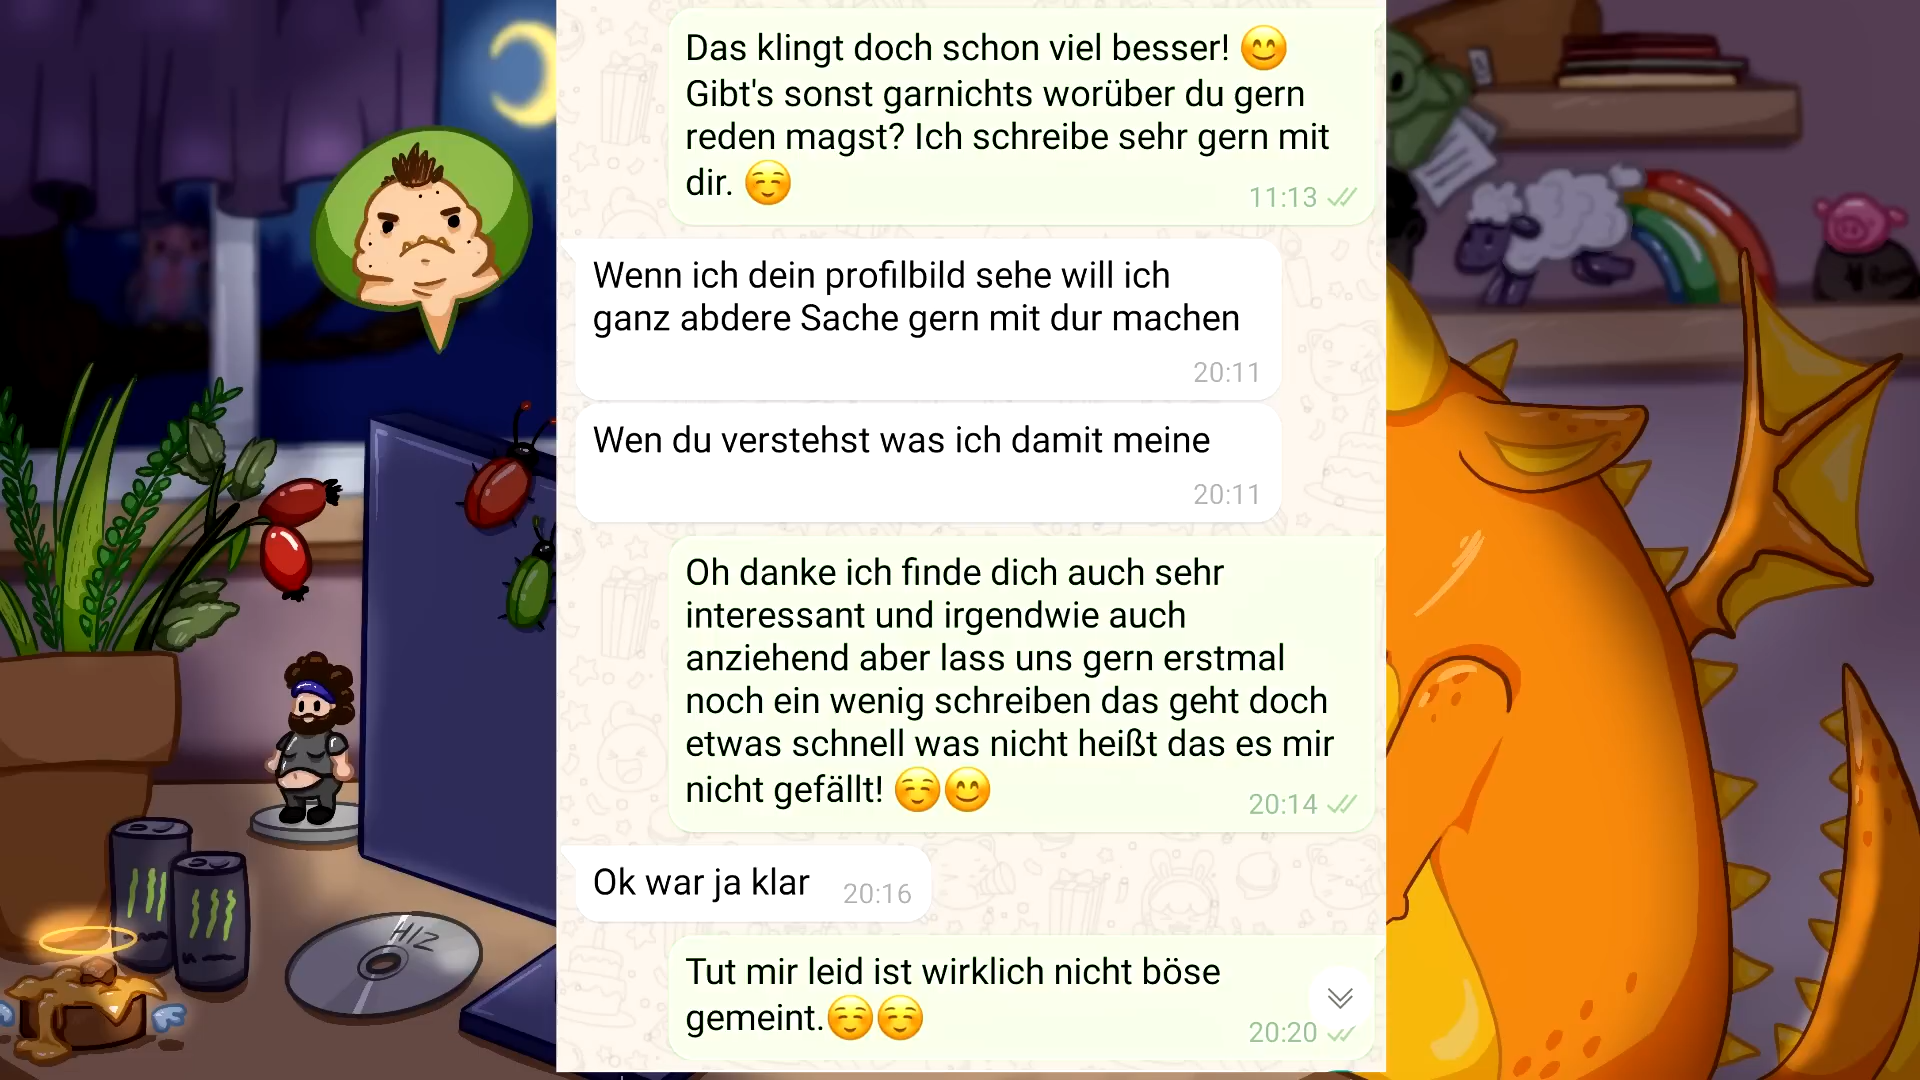 Das klingt doch schon viel besser! 😊
Gibt's sonst garnichts worüber du gern
reden magst? Ich schreibe sehr gern mit
dir. ☺️
11:13
Wenn ich dein profilbild sehe will ich
ganz abdere Sache gern mit dur machen
20:11
Wen du verstehst was ich damit meine
20:11
Oh danke ich finde dich auch sehr
interessant und irgendwie auch
anziehend aber lass uns gern erstmal
noch ein wenig schreiben das geht doch
etwas schnell was nicht heißt das es mir
nicht gefällt! ☺️😊
20:14
Ok war ja klar 20:16
Tut mir leid ist wirklich nicht böse
gemeint.☺️☺️
20:20